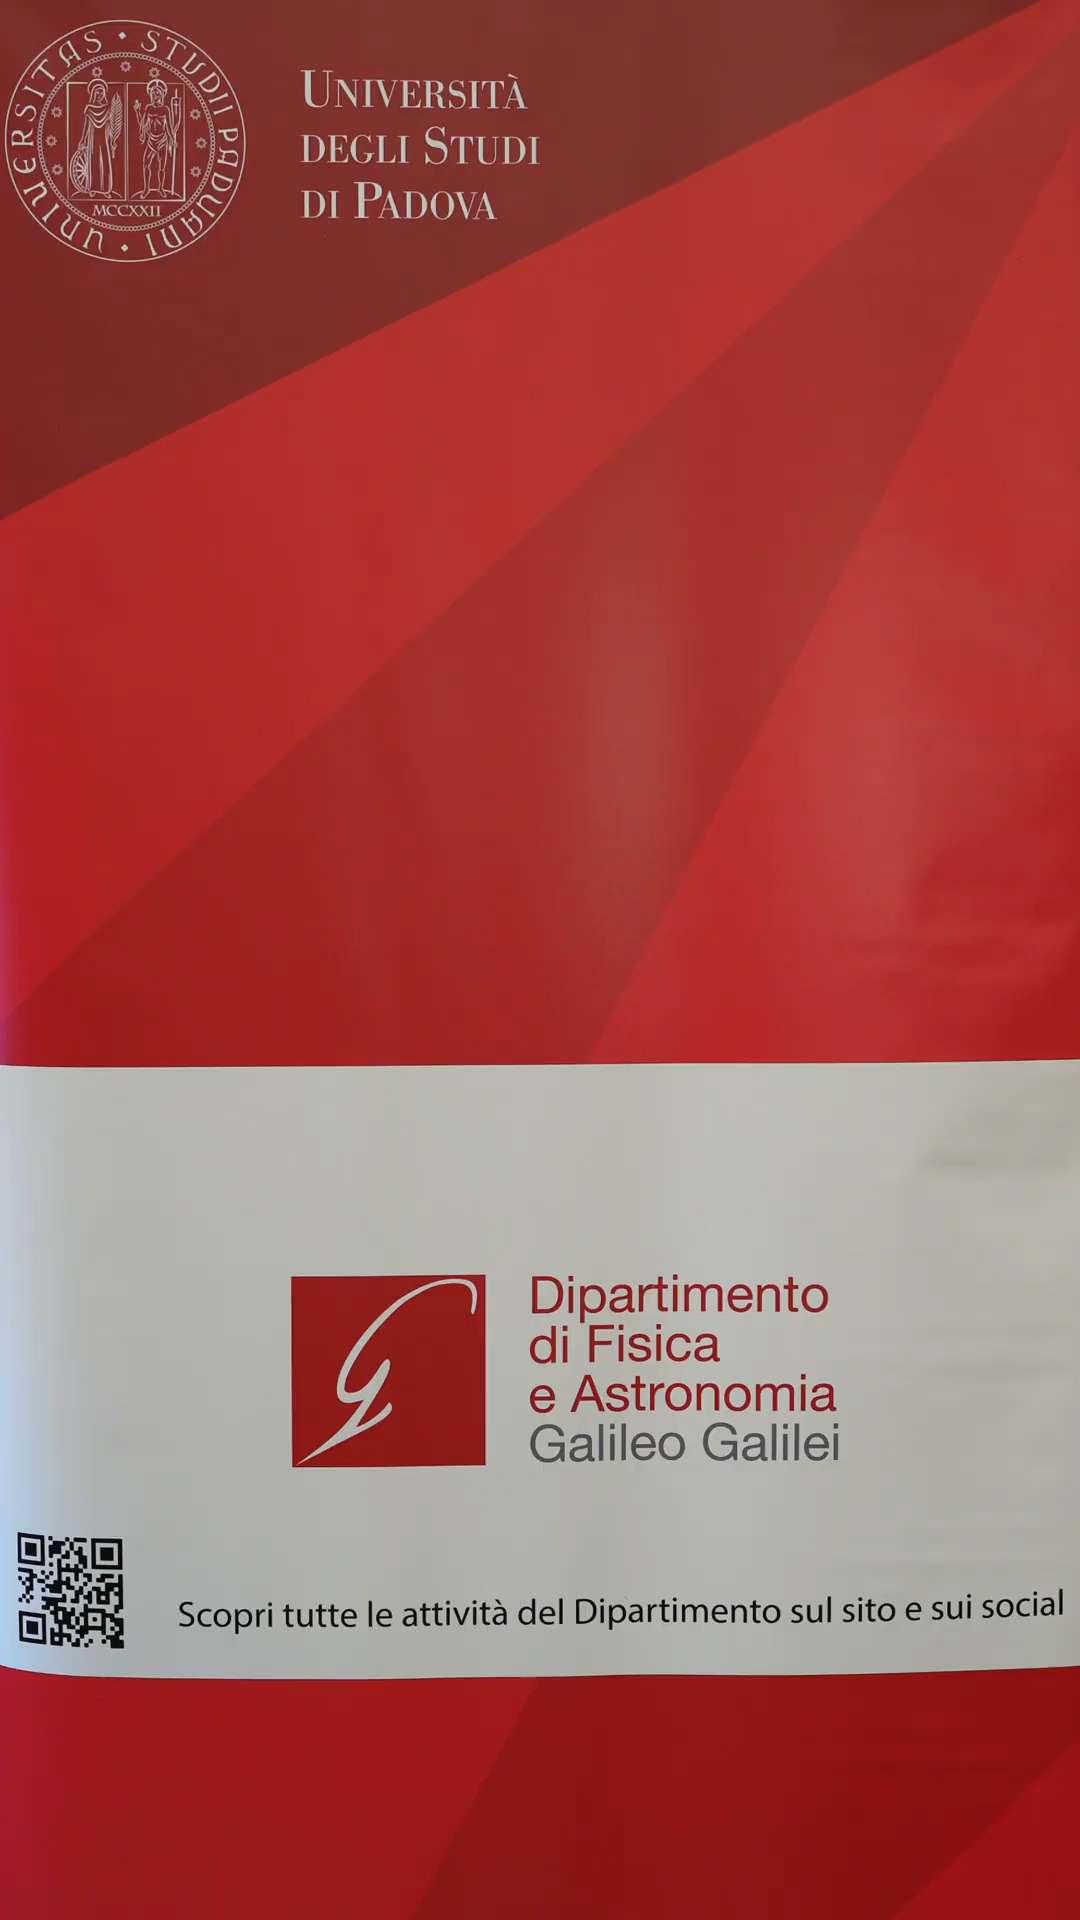 UNIVERSITAS • STUDII PADUANI •
MCCXXII
UNIVERSITÀ
DEGLI STUDI
DI PADOVA
Dipartimento
di Fisica
e Astronomia
Galileo Galilei
Scopri tutte le attività del Dipartimento sul sito e sui social